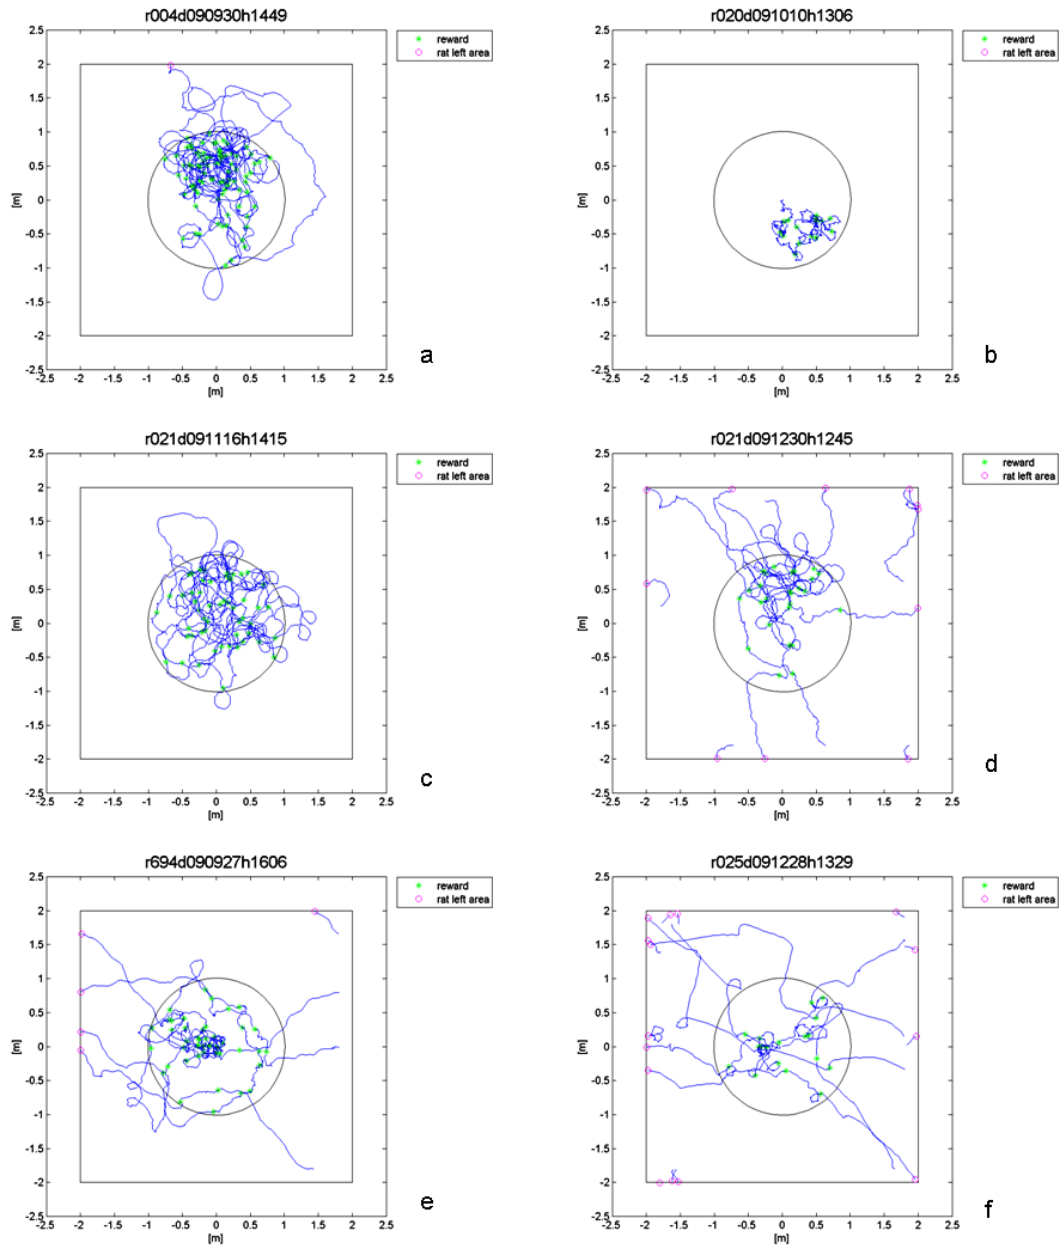 r004d090930h1449
reward
rat left area
2.5
2
1.5
1
0.5
0
-0.5
-1
-1.5
-2
-2.5
[m]
-2.5 -2 -1.5 -1 -0.5 0 0.5 1 1.5 2 2.5
[m]
a
r020d091010h1306
reward
rat left area
2.5
2
1.5
1
0.5
0
-0.5
-1
-1.5
-2
-2.5
[m]
-2.5 -2 -1.5 -1 -0.5 0 0.5 1 1.5 2 2.5
[m]
b
r021d091116h1415
reward
rat left area
2.5
2
1.5
1
0.5
0
-0.5
-1
-1.5
-2
-2.5
[m]
-2.5 -2 -1.5 -1 -0.5 0 0.5 1 1.5 2 2.5
[m]
c
r021d091230h1245
reward
rat left area
2.5
2
1.5
1
0.5
0
-0.5
-1
-1.5
-2
-2.5
[m]
-2.5 -2 -1.5 -1 -0.5 0 0.5 1 1.5 2 2.5
[m]
d
r694d090927h1606
reward
rat left area
2.5
2
1.5
1
0.5
0
-0.5
-1
-1.5
-2
-2.5
[m]
-2.5 -2 -1.5 -1 -0.5 0 0.5 1 1.5 2 2.5
[m]
e
r025d091228h1329
reward
rat left area
2.5
2
1.5
1
0.5
0
-0.5
-1
-1.5
-2
-2.5
[m]
-2.5 -2 -1.5 -1 -0.5 0 0.5 1 1.5 2 2.5
[m]
f